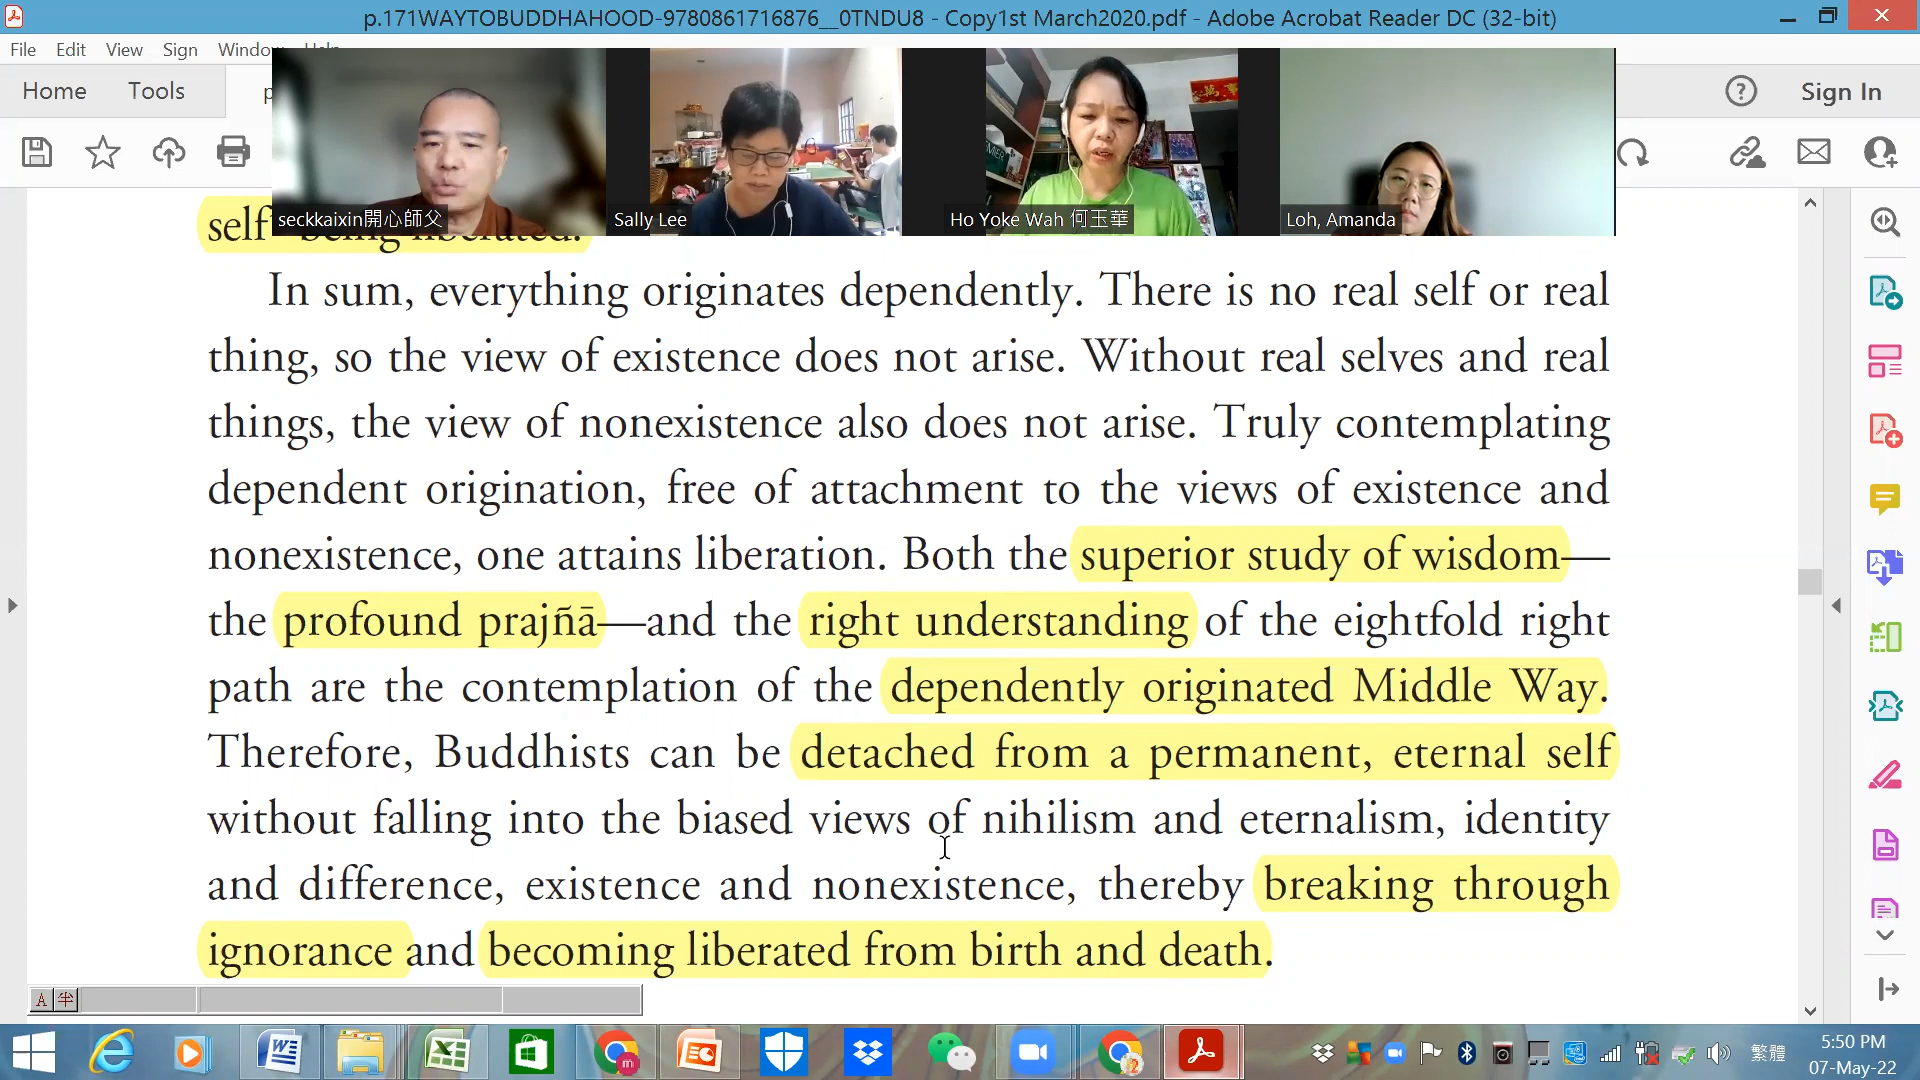 p.171WAYTOBUDDHAHOOD-9780861716876__0TNDU8 - Copy1st March2020.pdf - Adobe Acrobat Reader DC (32-bit)
File Edit View Sign Window Help
Home Tools p
Sign In
seckkaixin開心師父
Sally Lee
Ho Yoke Wah 何玉華
Loh, Amanda
self" being liberated.
In sum, everything originates dependently. There is no real self or real
thing, so the view of existence does not arise. Without real selves and real
things, the view of nonexistence also does not arise. Truly contemplating
dependent origination, free of attachment to the views of existence and
nonexistence, one attains liberation. Both the superior study of wisdom—
the profound prajñā—and the right understanding of the eightfold right
path are the contemplation of the dependently originated Middle Way.
Therefore, Buddhists can be detached from a permanent, eternal self
without falling into the biased views of nihilism and eternalism, identity
and difference, existence and nonexistence, thereby breaking through
ignorance and becoming liberated from birth and death.
A 半
繁體
5:50 PM
07-May-22